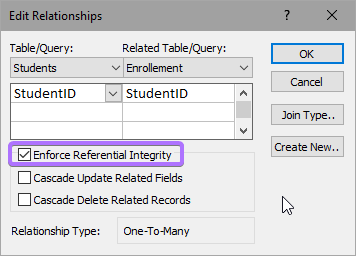 Edit Relationships ? ×
Table/Query: Related Table/Query:
Students Enrollement
StudentID StudentID
Enforce Referential Integrity
Cascade Update Related Fields
Cascade Delete Related Records
Relationship Type: One-To-Many
OK
Cancel
Join Type..
Create New..